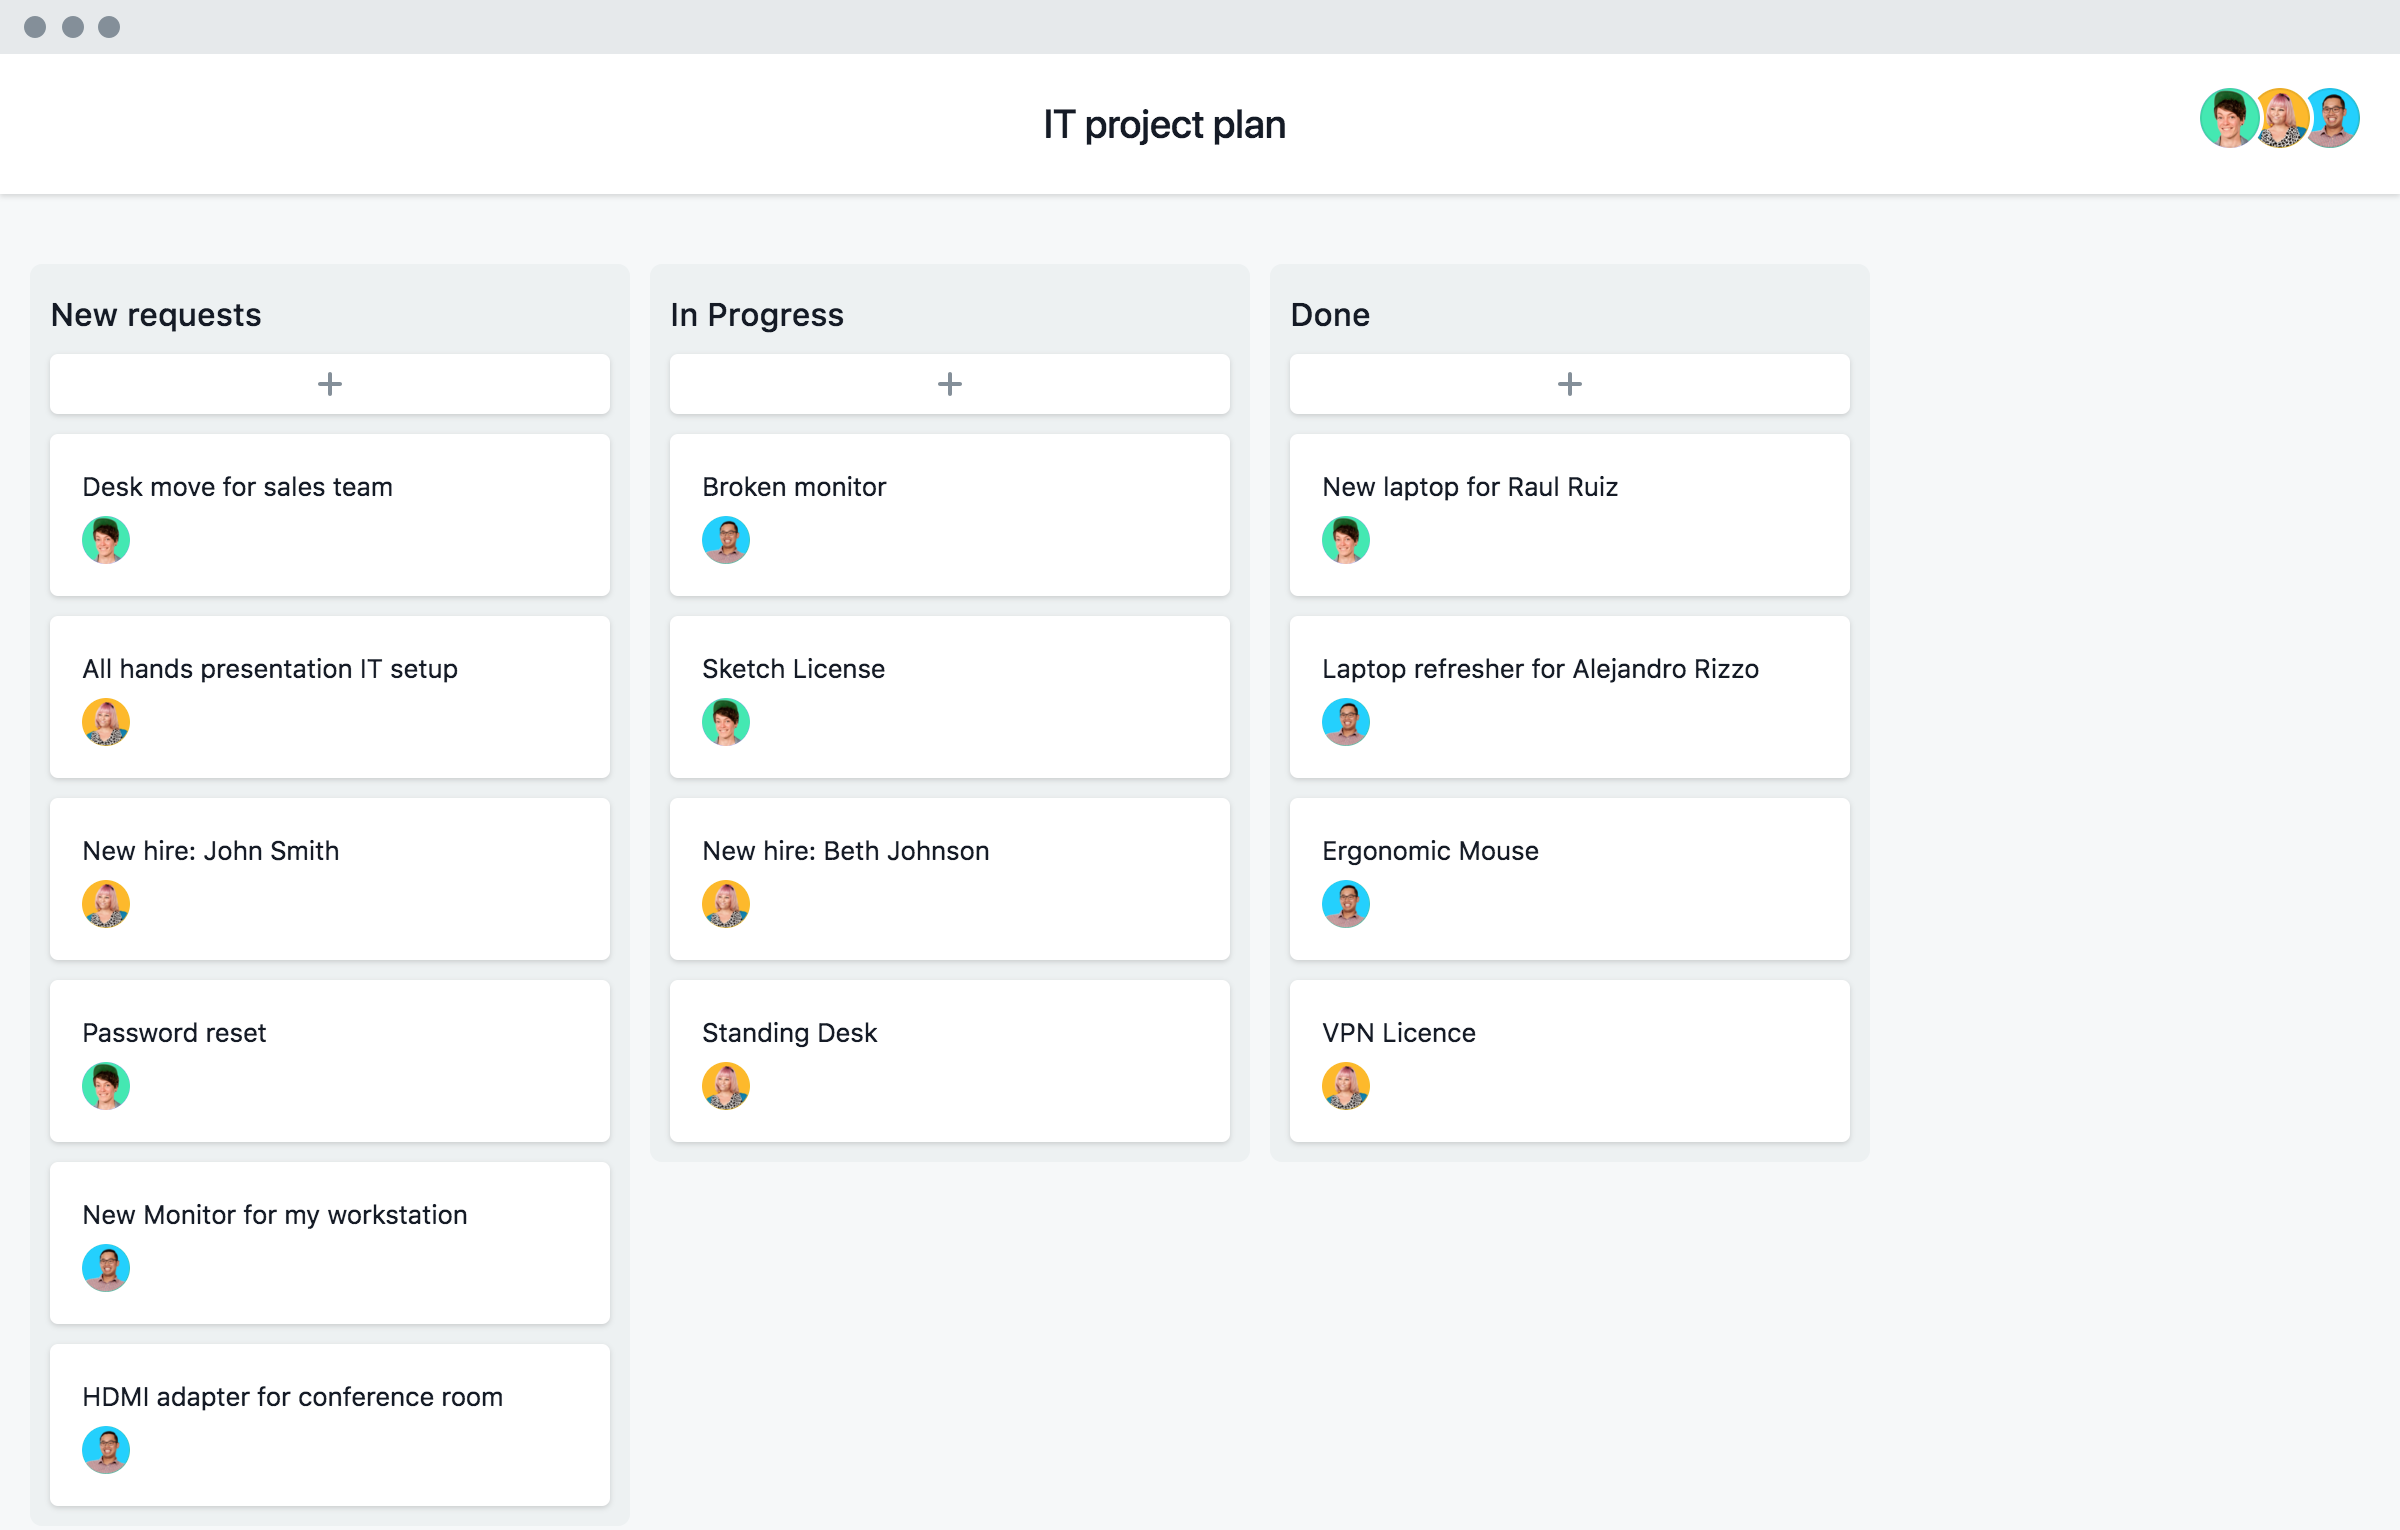 IT project plan
New requests
Desk move for sales team
All hands presentation IT setup
New hire: John Smith
Password reset
New Monitor for my workstation
HDMI adapter for conference room
In Progress
Broken monitor
Sketch License
New hire: Beth Johnson
Standing Desk
Done
New laptop for Raul Ruiz
Laptop refresher for Alejandro Rizzo
Ergonomic Mouse
VPN Licence